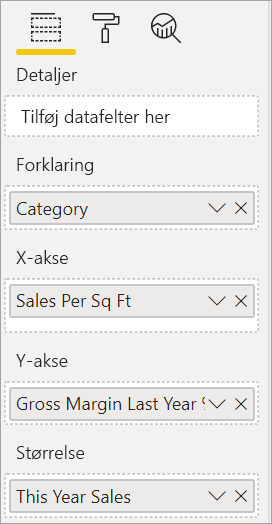 Detaljer
Tilføj datafelter her
Forklaring
Category
X-akse
Sales Per Sq Ft
Y-akse
Gross Margin Last Year
Størrelse
This Year Sales